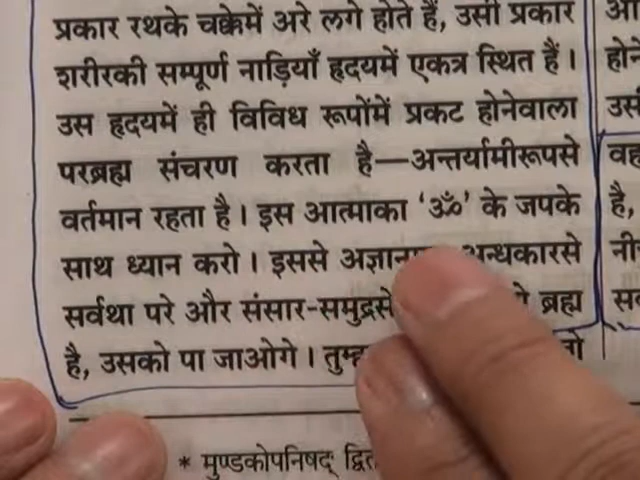 प्रकार रथके चक्केमें अरे लगे होते हैं, उसी प्रकार
शरीरकी सम्पूर्ण नाड़ियाँ हृदयमें एकत्र स्थित हैं।
उस हृदयमें ही विविध रूपोंमें प्रकट होनेवाला
परब्रह्म संचरण करता है—अन्तर्यामीरूपसे
वर्तमान रहता है। इस आत्माका ‘ॐ’ के जपके
साथ ध्यान करो। इससे अन्धकारसे
सर्वथा परे और संसार-समुद्रसे ब्रह्म
है, उसको पा जाओगे।
* मुण्डकोपनिषद्
उसी
वह
है,